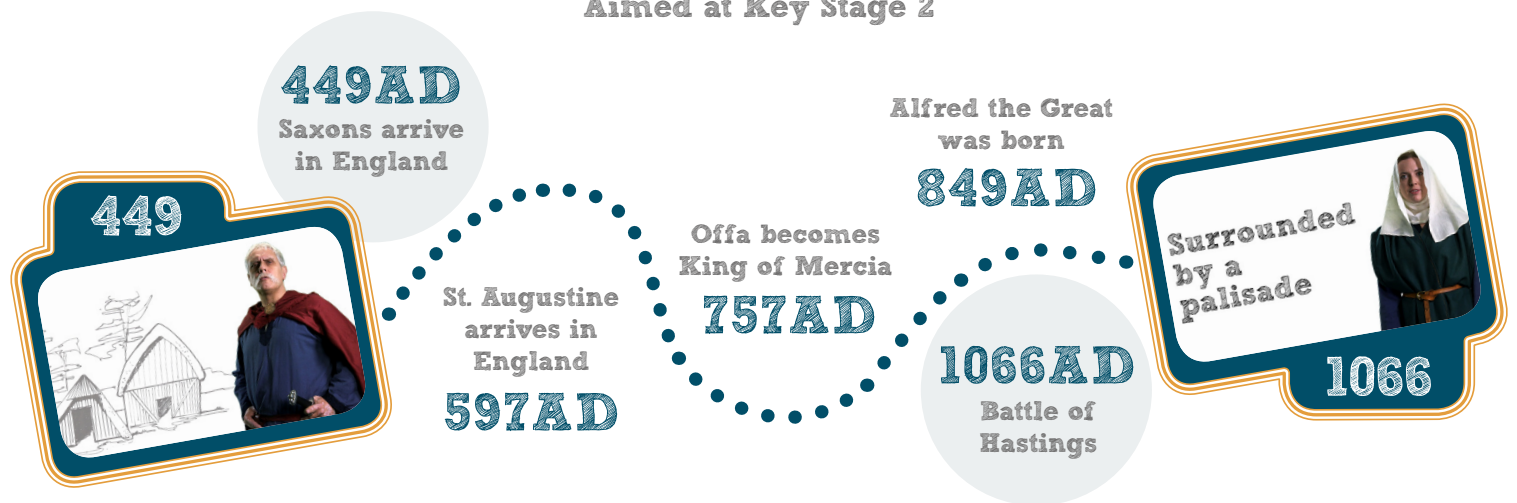 Aimed at Key Stage 2
449AD
Saxons arrive
in England
449
St. Augustine
arrives in
England
597AD
Offa becomes
King of Mercia
757AD
Alfred the Great
was born
849AD
1066AD
Battle of
Hastings
Surrounded
by a
palisade
1066